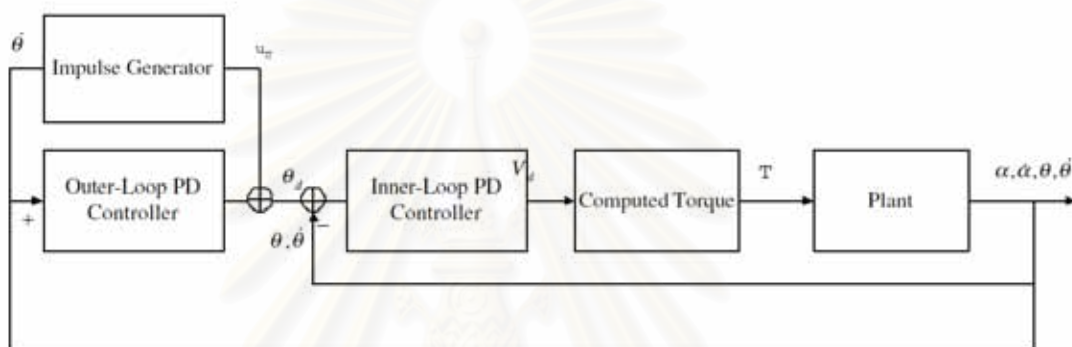 θ̇
Impulse Generator
Outer-Loop PD
Controller
+
θ_d
θ,θ̇
−
Inner-Loop PD
Controller
V_d
Computed Torque
T
Plant
α,α̇,θ,θ̇